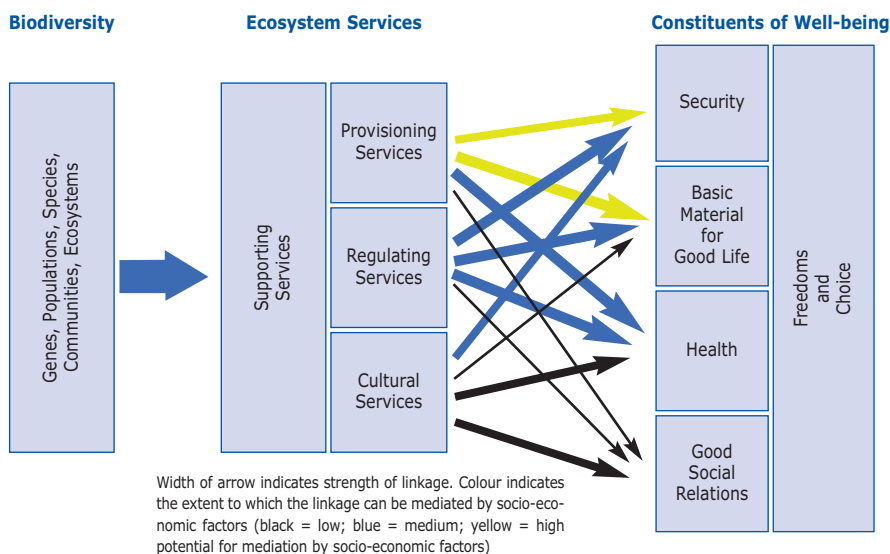 Biodiversity
Ecosystem Services
Constituents of Well-being
Genes, Populations, Species,
Communities, Ecosystems
Supporting
Services
Provisioning
Services
Regulating
Services
Cultural
Services
Security
Basic
Material
for
Good Life
Health
Good
Social
Relations
Freedoms
and
Choice
Width of arrow indicates strength of linkage. Colour indicates
the extent to which the linkage can be mediated by socio-eco-
nomic factors (black = low; blue = medium; yellow = high
potential for mediation by socio-economic factors)